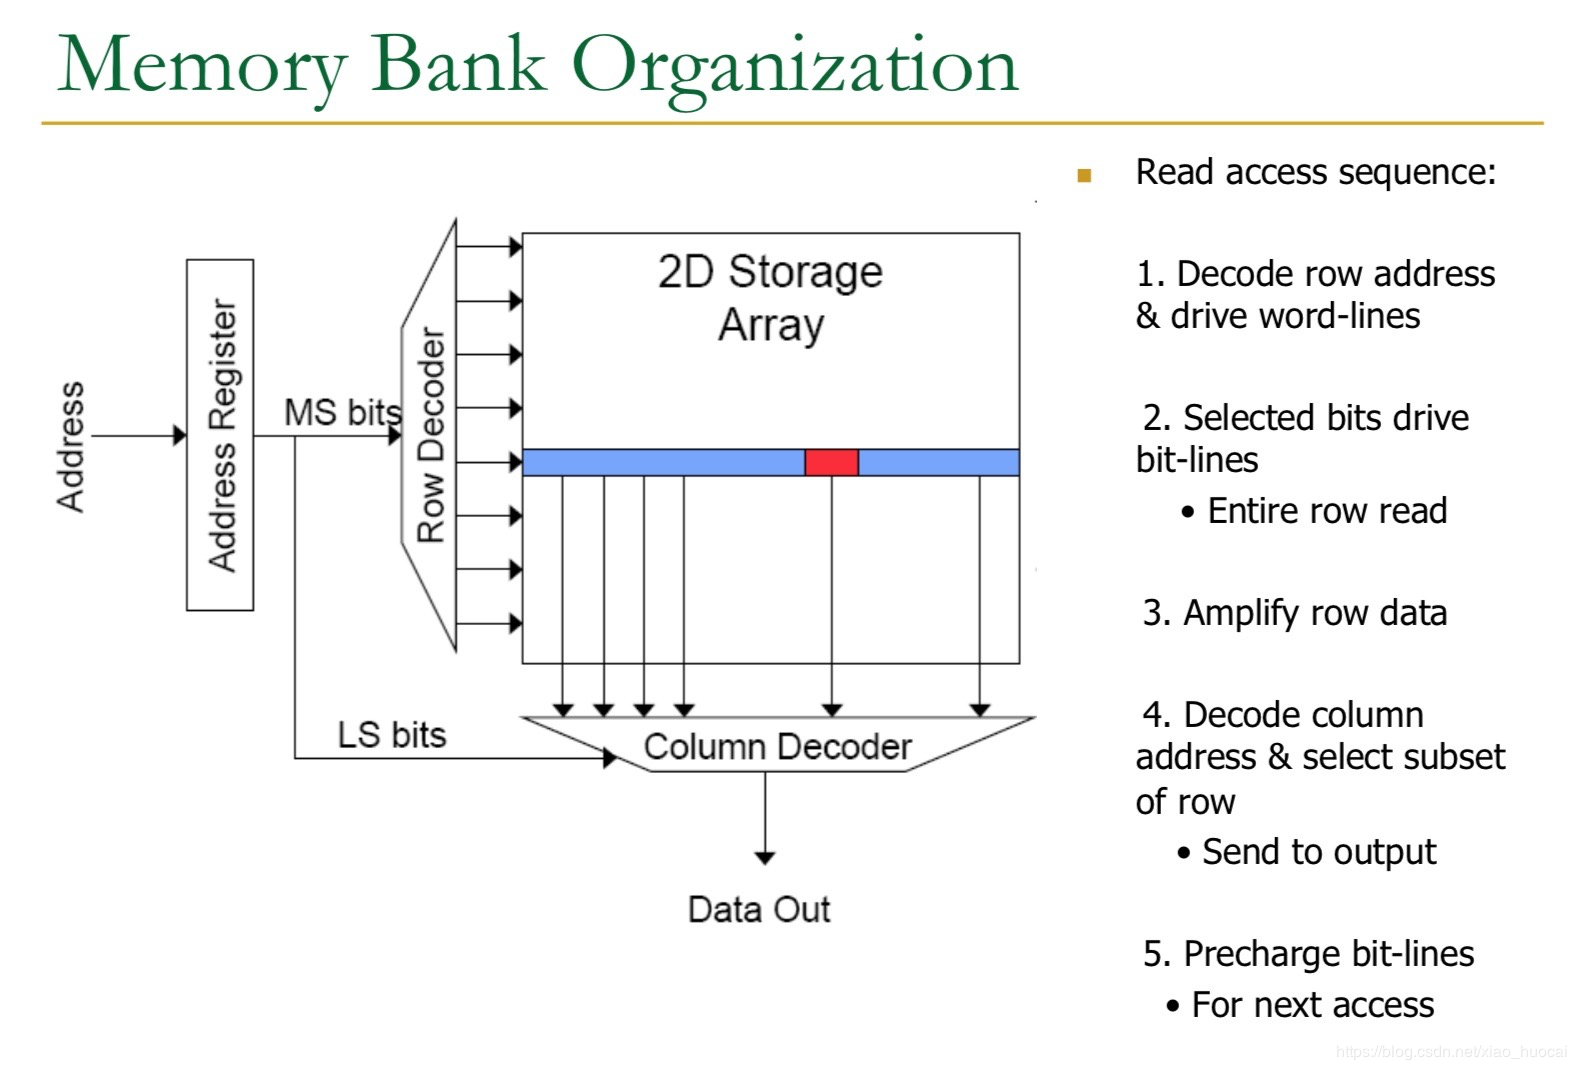 Memory Bank Organization
Address
Address Register
MS bits
LS bits
Row Decoder
2D Storage
Array
Column Decoder
Data Out
Read access sequence:
1. Decode row address
& drive word-lines
2. Selected bits drive
bit-lines
• Entire row read
3. Amplify row data
4. Decode column
address & select subset
of row
• Send to output
5. Precharge bit-lines
• For next access
https://blog.csdn.net/xiao_huocai